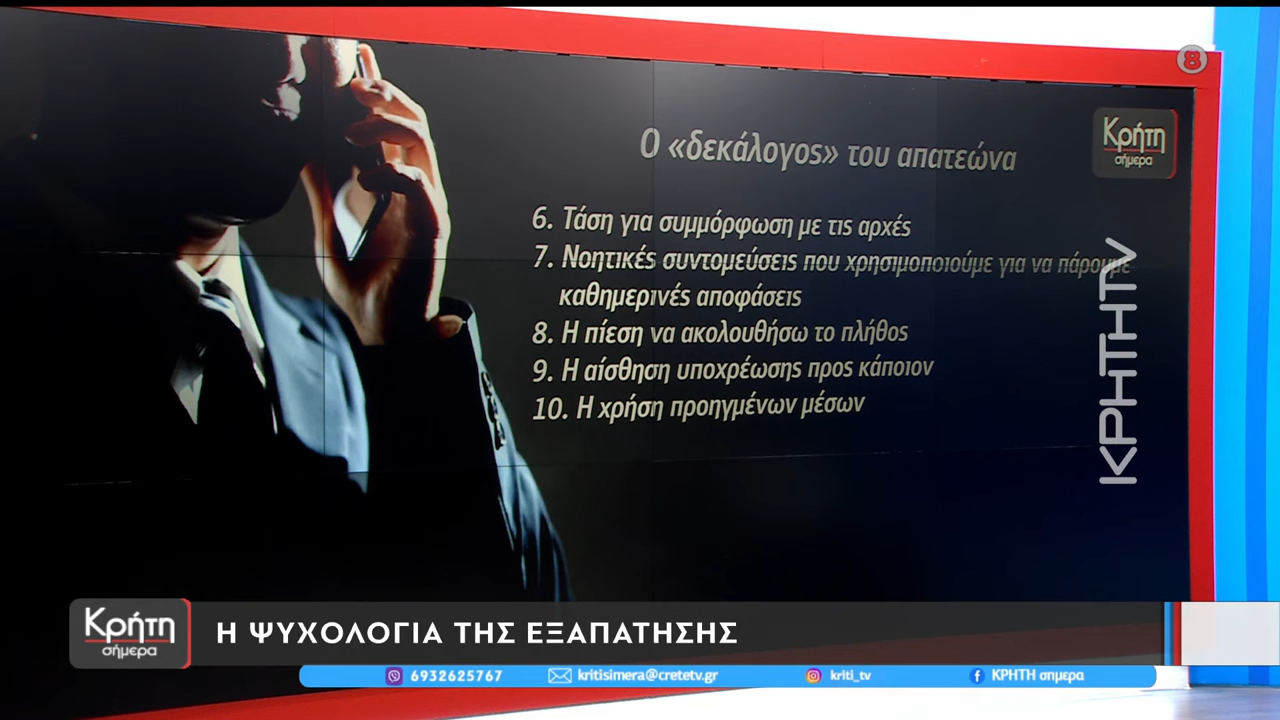 8
Κρήτη
σήμερα
Ο «δεκάλογος» του απατεώνα
6. Τάση για συμμόρφωση με τις αρχές
7. Νοητικές συντομεύσεις που χρησιμοποιούμε για να πάρουμε
καθημερινές αποφάσεις
8. Η πίεση να ακολουθήσω το πλήθος
9. Η αίσθηση υποχρέωσης προς κάποιον
10. Η χρήση προηγμένων μέσων
ΚΡΗΤΗTV
Κρήτη
σήμερα
Η ΨΥΧΟΛΟΓΙΑ ΤΗΣ ΕΞΑΠΑΤΗΣΗΣ
6932625767 kritisimera@cretetv.gr kriti_tv ΚΡΗΤΗ σημερα